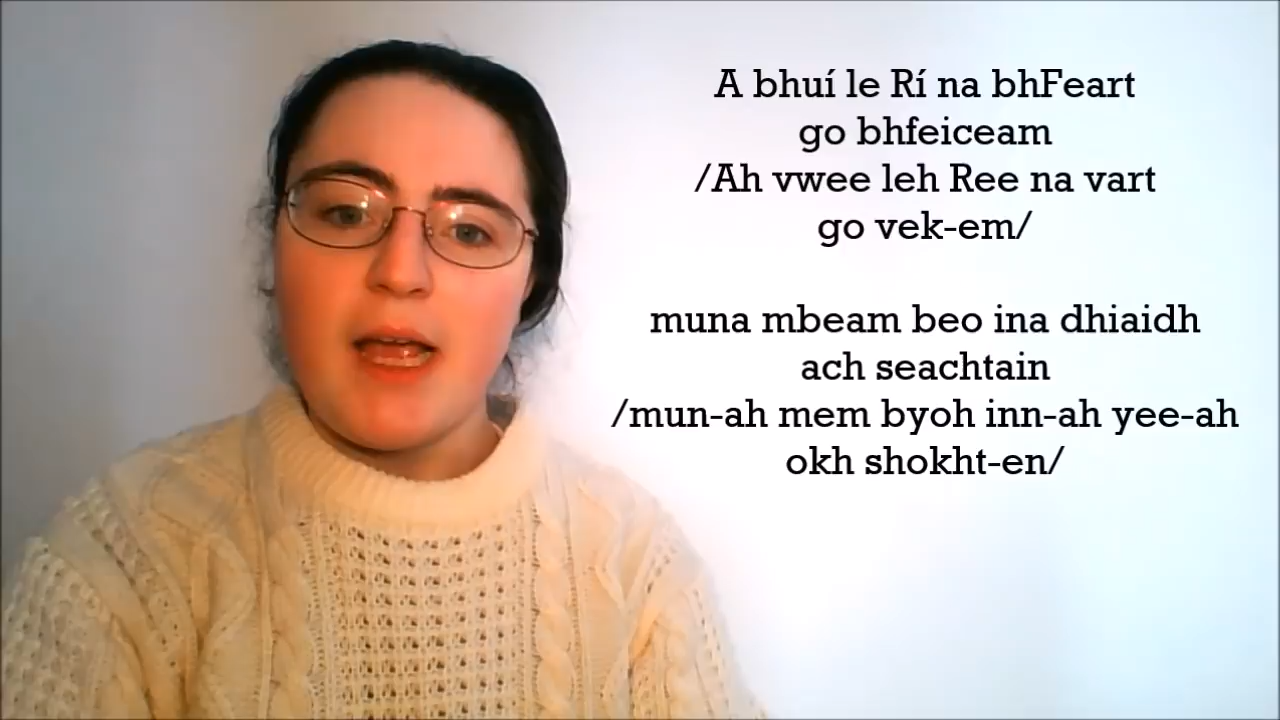 A bhuí le Rí na bhFeart
go bhfeiceam
/Ah vwee leh Ree na vart
go vek-em/
muna mbeam beo ina dhiaidh
ach seachtain
/mun-ah mem byoh inn-ah yee-ah
okh shokht-en/